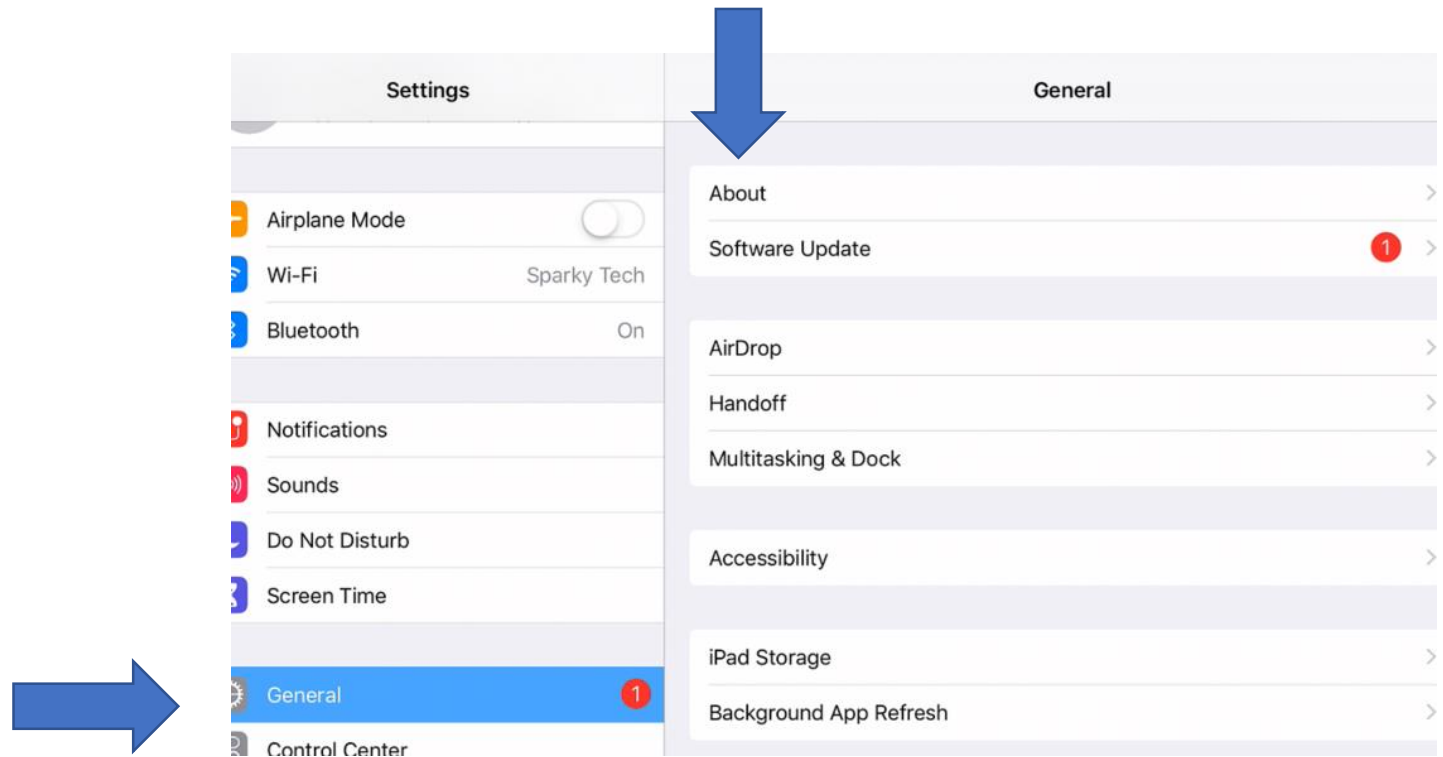 Settings
Airplane Mode
Wi-Fi Sparky Tech
Bluetooth On
Notifications
Sounds
Do Not Disturb
Screen Time
General 1
Control Center
General
About
Software Update 1
AirDrop
Handoff
Multitasking & Dock
Accessibility
iPad Storage
Background App Refresh